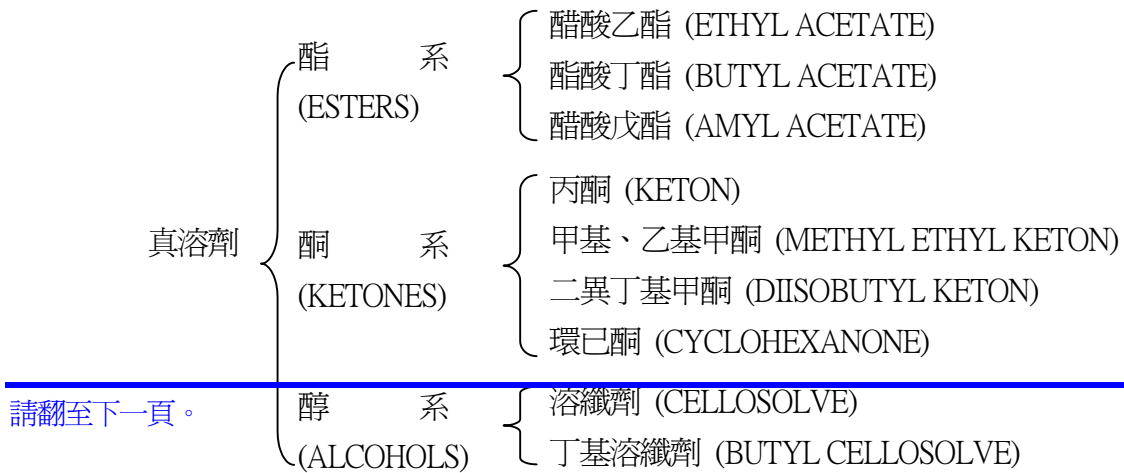 醋酸乙酯 (ETHYL ACETATE)
酯 系
酯酸丁酯 (BUTYL ACETATE)
(ESTERS)
醋酸戊酯 (AMYL ACETATE)
丙酮 (KETON)
真溶劑
酮 系
甲基、乙基甲酮 (METHYL ETHYL KETON)
(KETONES)
二異丁基甲酮 (DIISOBUTYL KETON)
環已酮 (CYCLOHEXANONE)
請翻至下一頁。
醇 系
溶纖劑 (CELLOSOLVE)
(ALCOHOLS)
丁基溶纖劑 (BUTYL CELLOSOLVE)